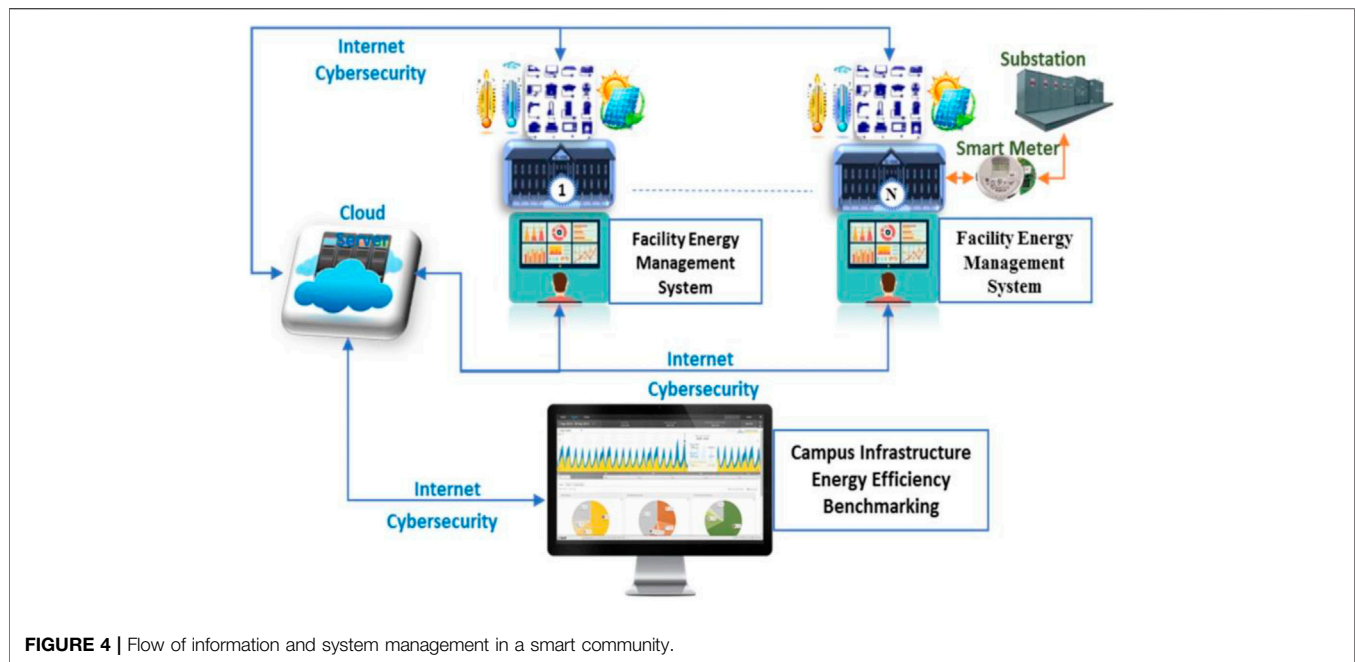 Internet
Cybersecurity
Substation
Smart Meter
1
N
Cloud
Server
Facility Energy
Management
System
Facility Energy
Management
System
Internet
Cybersecurity
Campus Infrastructure
Energy Efficiency
Benchmarking
Internet
Cybersecurity
FIGURE 4 | Flow of information and system management in a smart community.